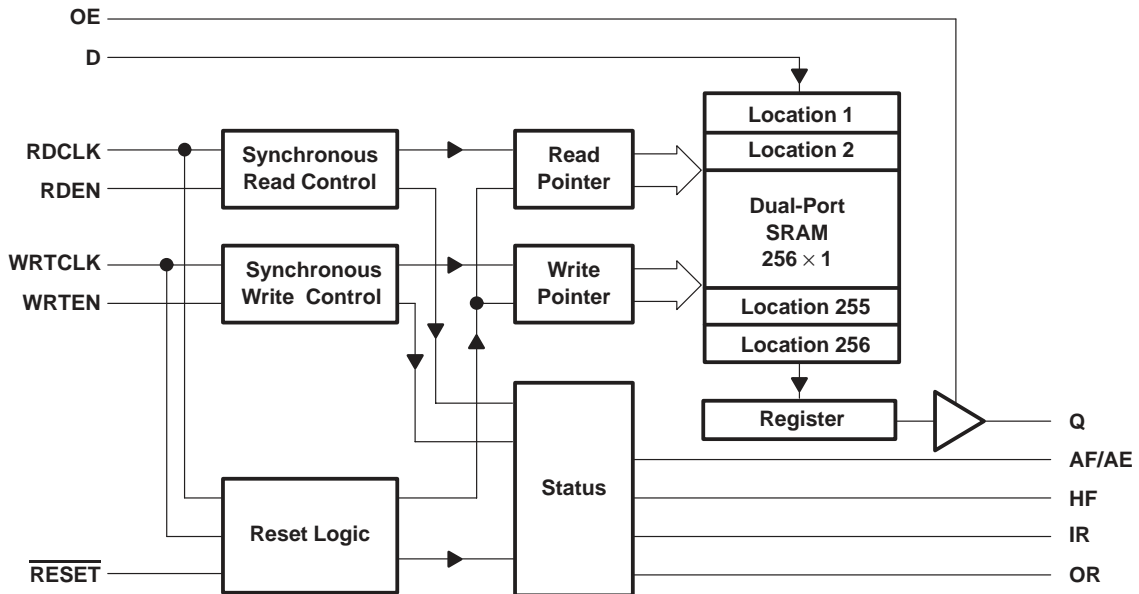 OE
D
RDCLK
RDEN
WRTCLK
WRTEN
RESET
Synchronous
Read Control
Synchronous
Write Control
Reset Logic
Read
Pointer
Write
Pointer
Status
Location 1
Location 2
Dual-Port
SRAM
256 × 1
Location 255
Location 256
Register
Q
AF/AE
HF
IR
OR